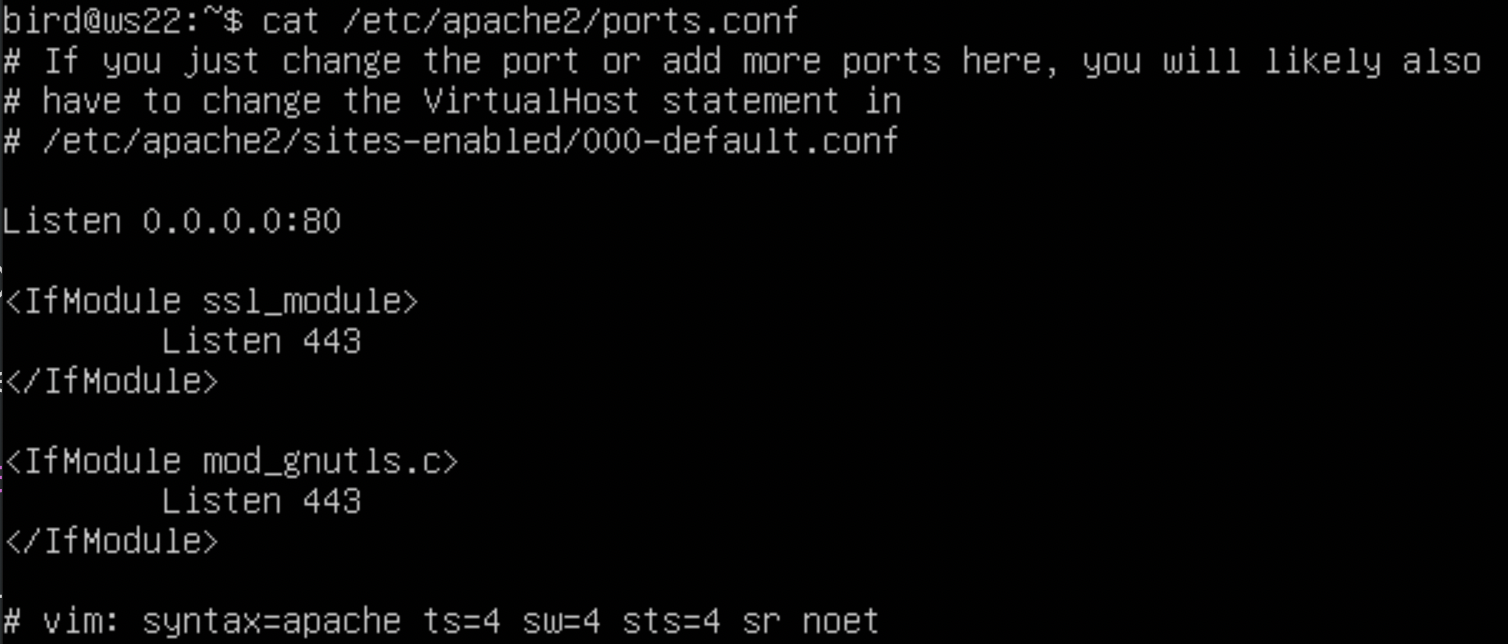 bird@ws22:~$ cat /etc/apache2/ports.conf
# If you just change the port or add more ports here, you will likely also
# have to change the VirtualHost statement in
# /etc/apache2/sites-enabled/000-default.conf

Listen 0.0.0.0:80

<IfModule ssl_module>
        Listen 443
</IfModule>

<IfModule mod_gnutls.c>
        Listen 443
</IfModule>

# vim: syntax=apache ts=4 sw=4 sts=4 sr noet